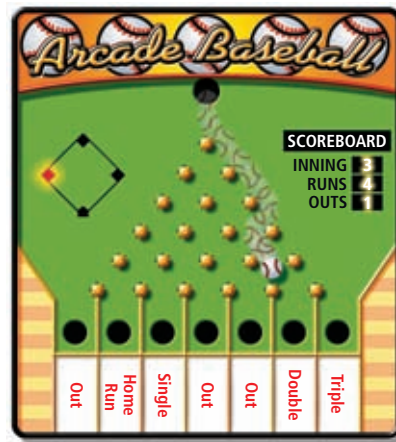 Arcade Baseball
SCOREBOARD
INNING 3
RUNS 4
OUTS 1
Out
Home
Run
Single
Out
Out
Double
Triple